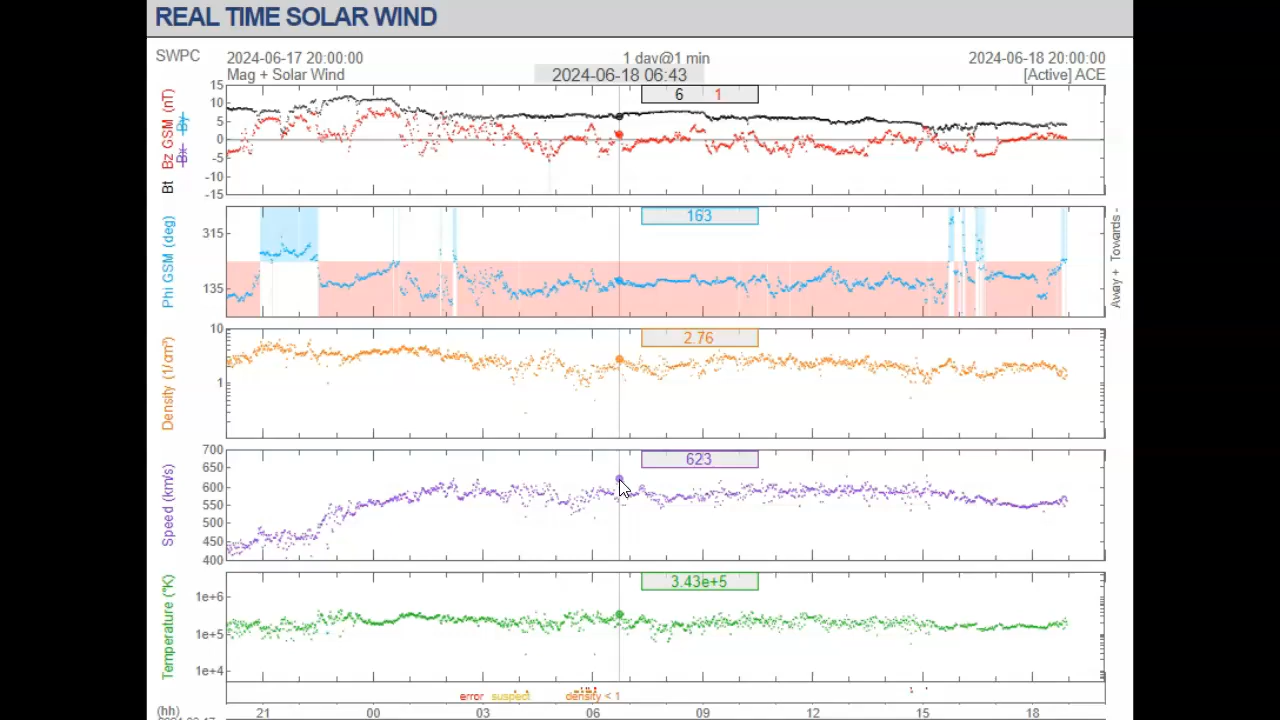 REAL TIME SOLAR WIND
SWPC
2024-06-17 20:00:00 1 day@1 min 2024-06-18 20:00:00
Mag + Solar Wind 2024-06-18 06:43 [Active] ACE
Bt Bz GSM (nT)
Bx By
15
10
5
0
-5
-10
-15
6 1
Phi GSM (deg)
315
135
163
Away + Towards -
Density (1/cm³)
10
1
2.76
Speed (km/s)
700
650
600
550
500
450
400
623
Temperature (°K)
1e+6
1e+5
1e+4
3.43e+5
error suspect density < 1
(hh) 21 00 03 06 09 12 15 18